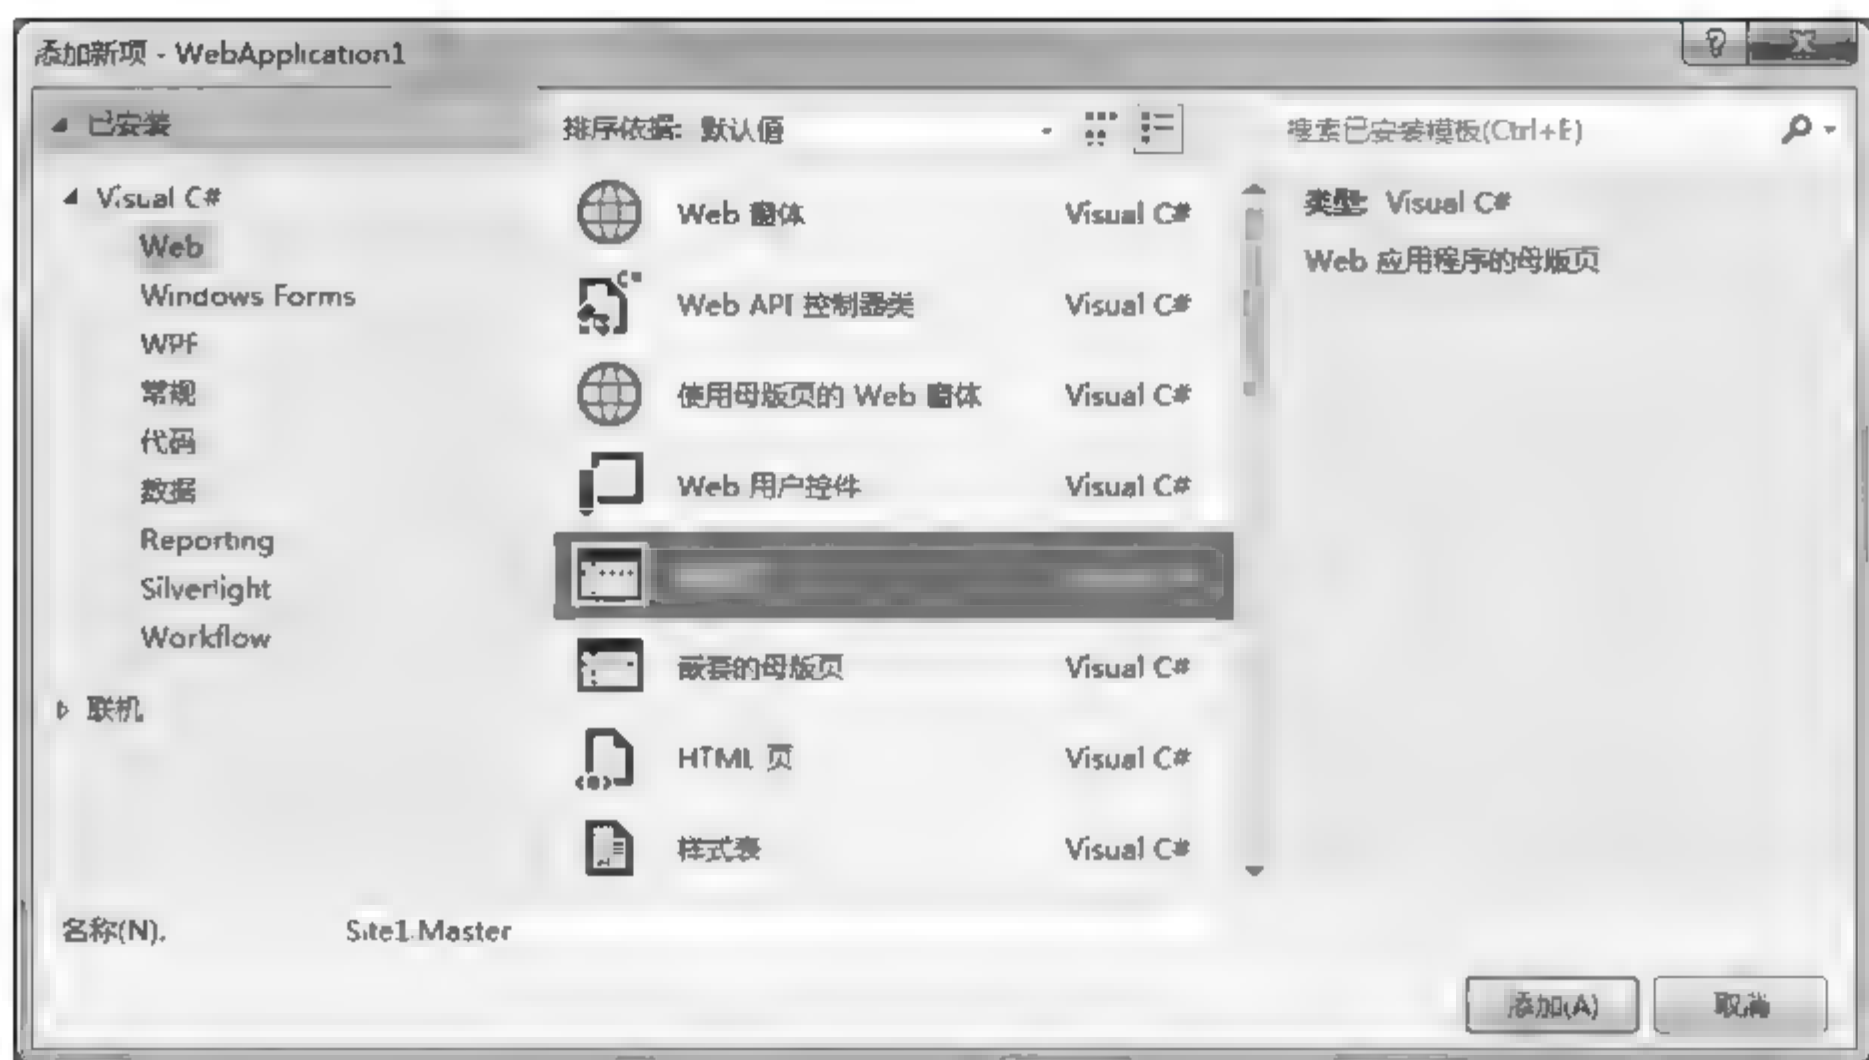 添加新项 - WebApplication1
已安装
Visual C#
Web
Windows Forms
WPF
常规
代码
数据
Reporting
Silverlight
Workflow
联机
排序依据: 默认值
Web 窗体 Visual C#
Web API 控制器类 Visual C#
使用母版页的 Web 窗体 Visual C#
Web 用户控件 Visual C#
嵌套的母版页 Visual C#
HTML 页 Visual C#
样式表 Visual C#
搜索已安装模板(Ctrl+E)
类型: Visual C#
Web 应用程序的母版页
名称(N):
Site1.Master
添加(A)
取消